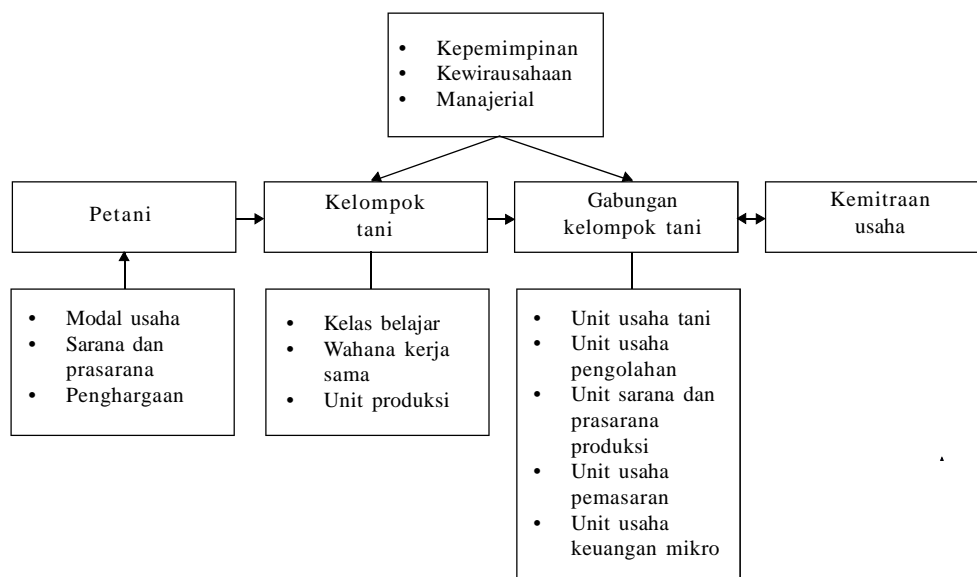 • Kepemimpinan
• Kewirausahaan
• Manajerial
Petani
Kelompok
tani
Gabungan
kelompok tani
Kemitraan
usaha
• Modal usaha
• Sarana dan
prasarana
• Penghargaan
• Kelas belajar
• Wahana kerja
sama
• Unit produksi
• Unit usaha tani
• Unit usaha
pengolahan
• Unit sarana dan
prasarana
produksi
• Unit usaha
pemasaran
• Unit usaha
keuangan mikro